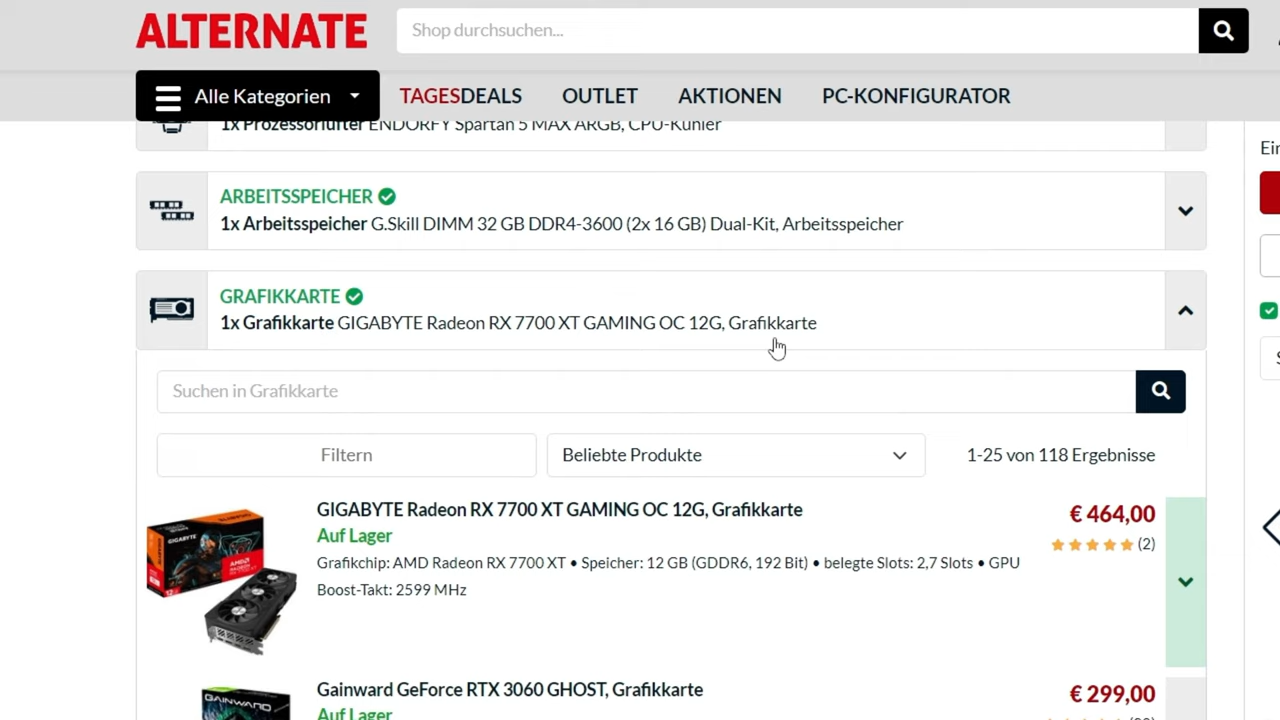 ALTERNATE
Shop durchsuchen...
Alle Kategorien
TAGESDEALS
OUTLET
AKTIONEN
PC-KONFIGURATOR
1x Prozessorlüfter ENDORFY Spartan 5 MAX ARGB, CPU-Kühler
ARBEITSSPEICHER
1x Arbeitsspeicher G.Skill DIMM 32 GB DDR4-3600 (2x 16 GB) Dual-Kit, Arbeitsspeicher
GRAFIKKARTE
1x Grafikkarte GIGABYTE Radeon RX 7700 XT GAMING OC 12G, Grafikkarte
Suchen in Grafikkarte
Filtern
Beliebte Produkte
1-25 von 118 Ergebnisse
GIGABYTE Radeon RX 7700 XT GAMING OC 12G, Grafikkarte
€ 464,00
Auf Lager
(2)
Grafikchip: AMD Radeon RX 7700 XT • Speicher: 12 GB (GDDR6, 192 Bit) • belegte Slots: 2,7 Slots • GPU
Boost-Takt: 2599 MHz
GIGABYTE
AMD
RADEON
Gainward GeForce RTX 3060 GHOST, Grafikkarte
€ 299,00
Auf Lager
GAINWARD